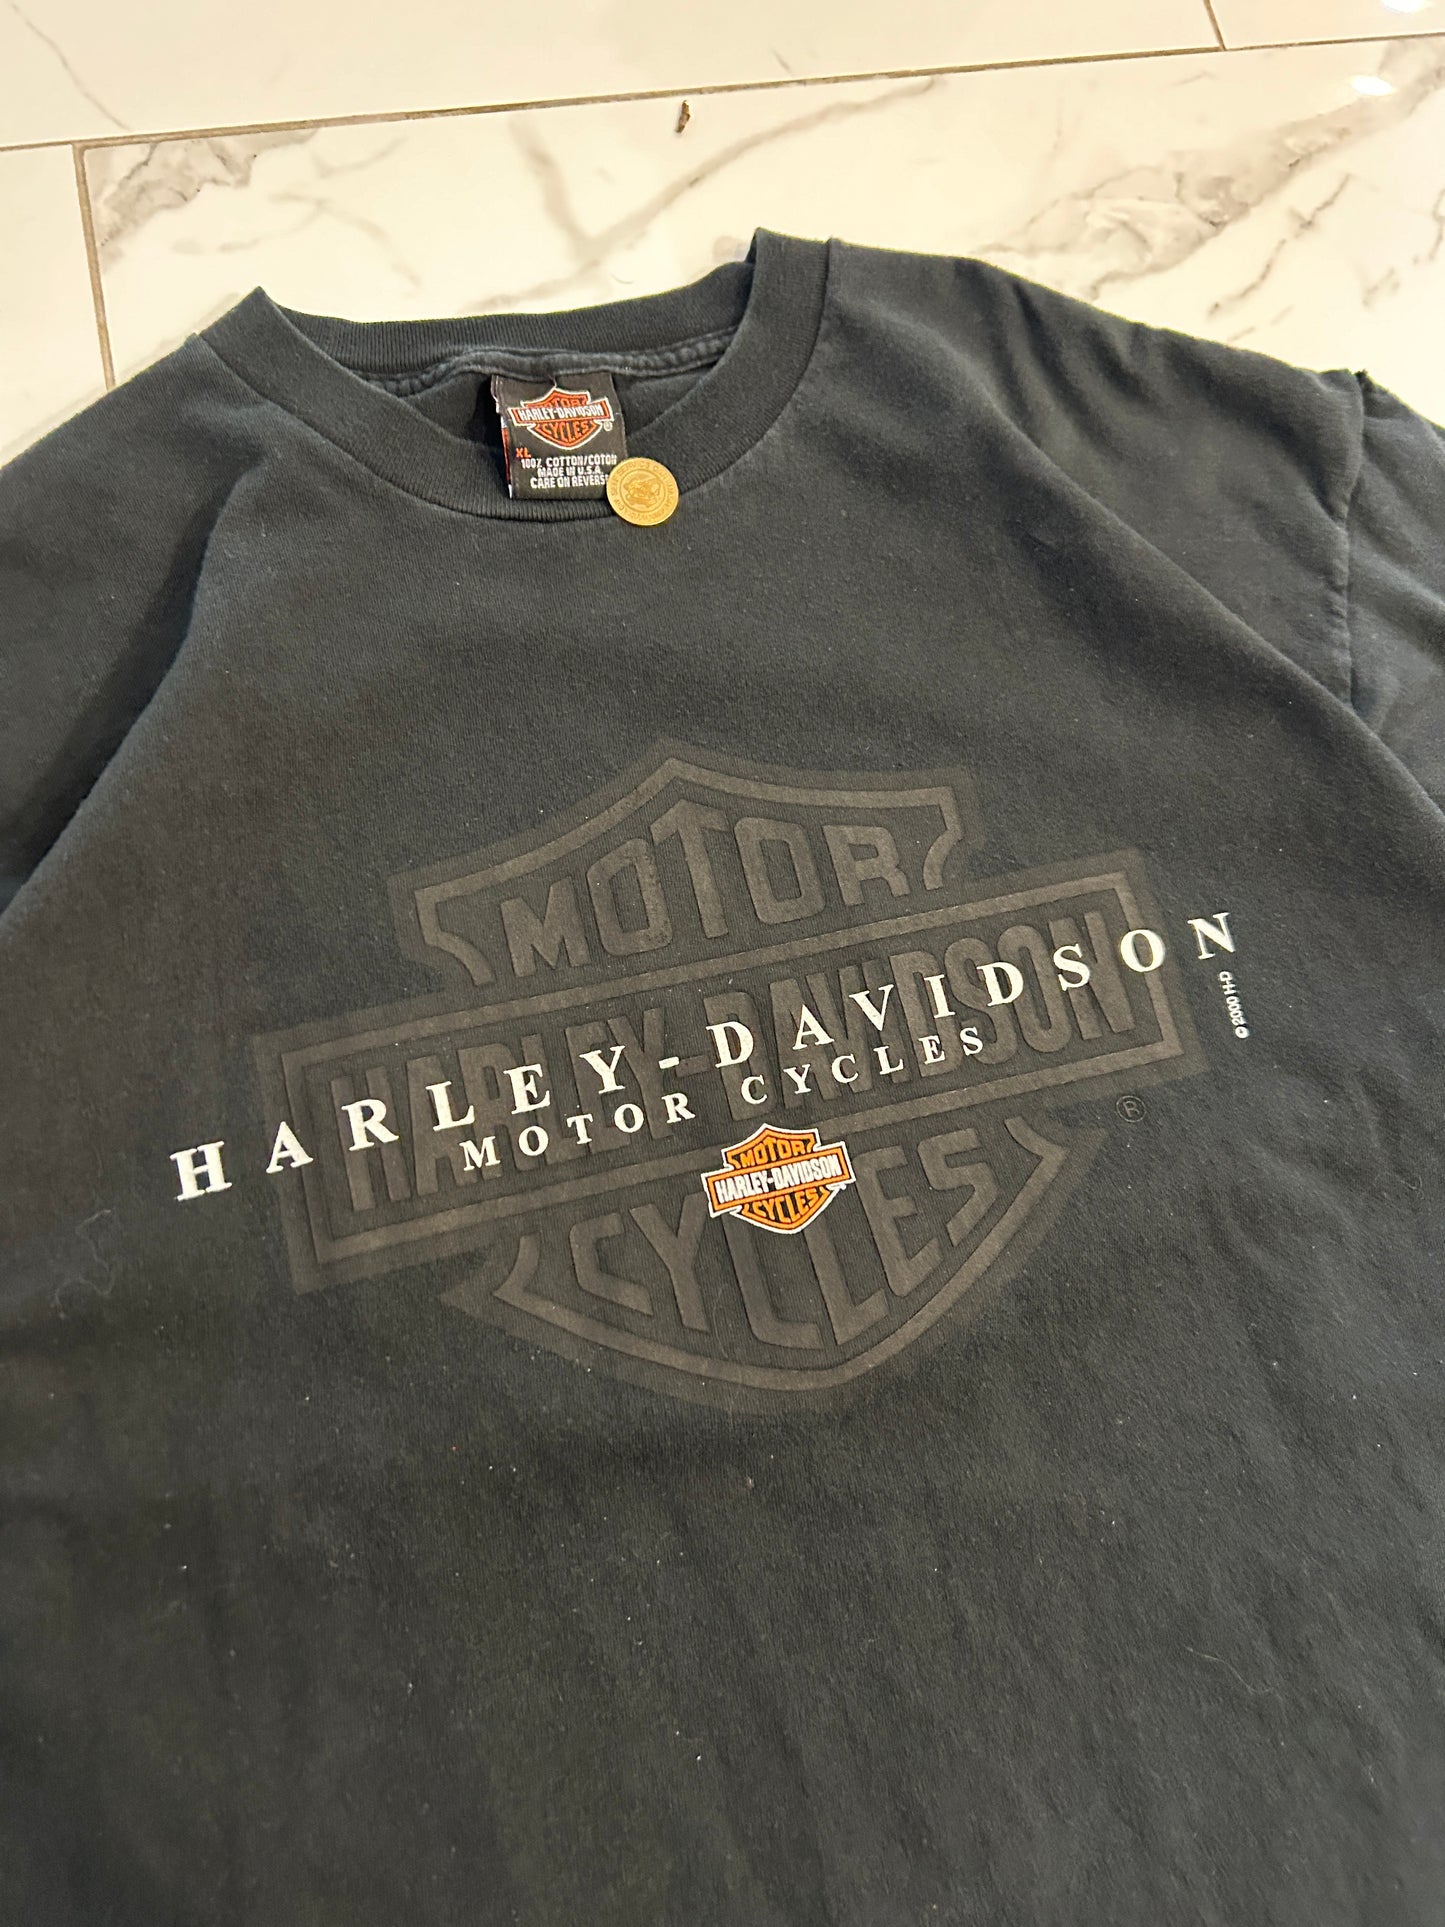 MOTOR
HARLEY-DAVIDSON
CYCLES
®
XL
100% COTTON/COTON
MADE IN U.S.A.
CARE ON REVERSE
MOTOR
HARLEY-DAVIDSON
CYCLES
®
HARLEY-DAVIDSON
MOTOR CYCLES
© 2000 H-D
MOTOR
HARLEY-DAVIDSON
CYCLES
®